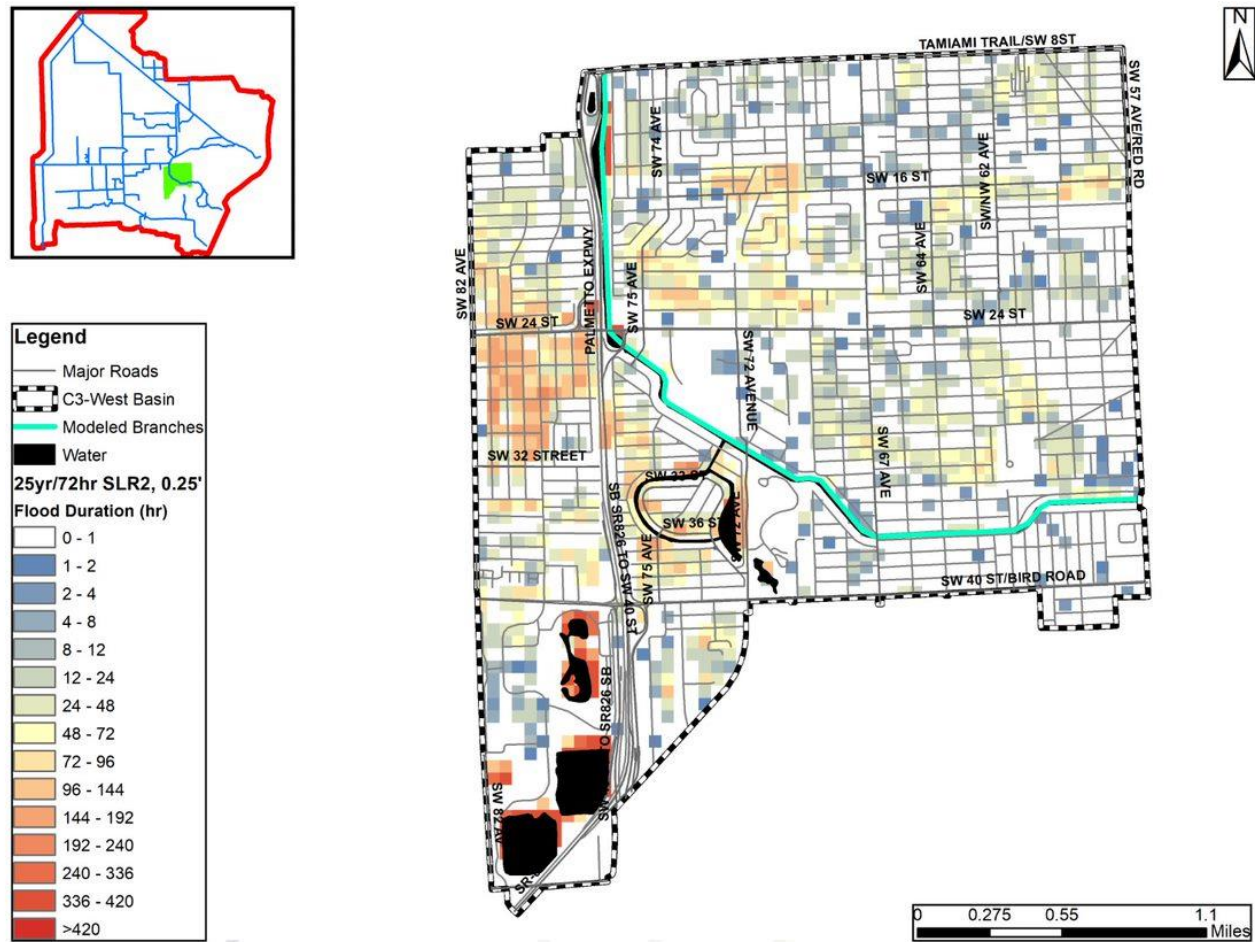 N
TAMIAMI TRAIL/SW 8ST
SW 57 AVE/RED RD
SW 74 AVE
SW/NW 62 AVE
SW 16 ST
SW 64 AVE
SW 82 AVE
PALMETTO EXPWY
SW 75 AVE
SW 24 ST
SW 24 ST
SW 72 AVENUE
SW 32 STREET
SW 67 AVE
SW 36 ST
SW 72 AVE
SB SR826 TO SW 40 ST
SW 75 AVE
SW 40 ST/BIRD ROAD
TO SR826 SB
SW 82 AV
Legend
Major Roads
C3-West Basin
Modeled Branches
Water
25yr/72hr SLR2, 0.25'
Flood Duration (hr)
0 - 1
1 - 2
2 - 4
4 - 8
8 - 12
12 - 24
24 - 48
48 - 72
72 - 96
96 - 144
144 - 192
192 - 240
240 - 336
336 - 420
>420
0 0.275 0.55 1.1
Miles